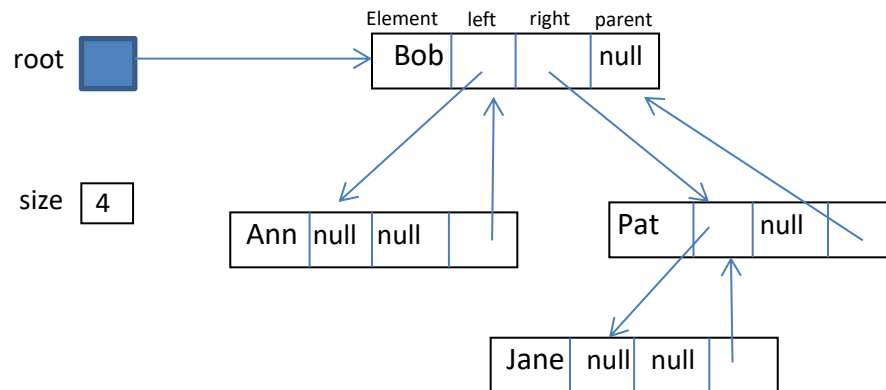 Element left right parent
root Bob null
size 4
Ann null null
Pat null
Jane null null